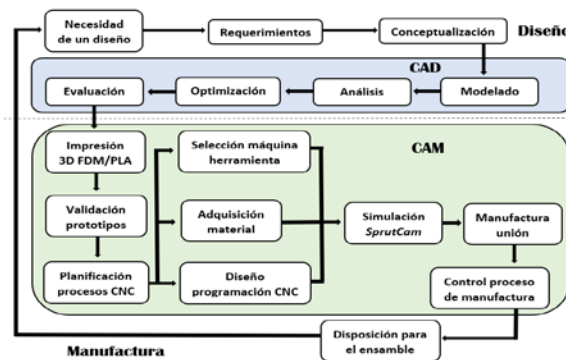 Necesidad
de un diseño
Requerimientos
Conceptualización
Diseño
CAD
Evaluación
Optimización
Análisis
Modelado
CAM
Impresión
3D FDM/PLA
Selección máquina
herramienta
Validación
prototipos
Adquisición
material
Simulación
SprutCam
Manufactura
unión
Planificación
procesos CNC
Diseño
programación CNC
Control proceso
de manufactura
Disposición para
el ensamble
Manufactura